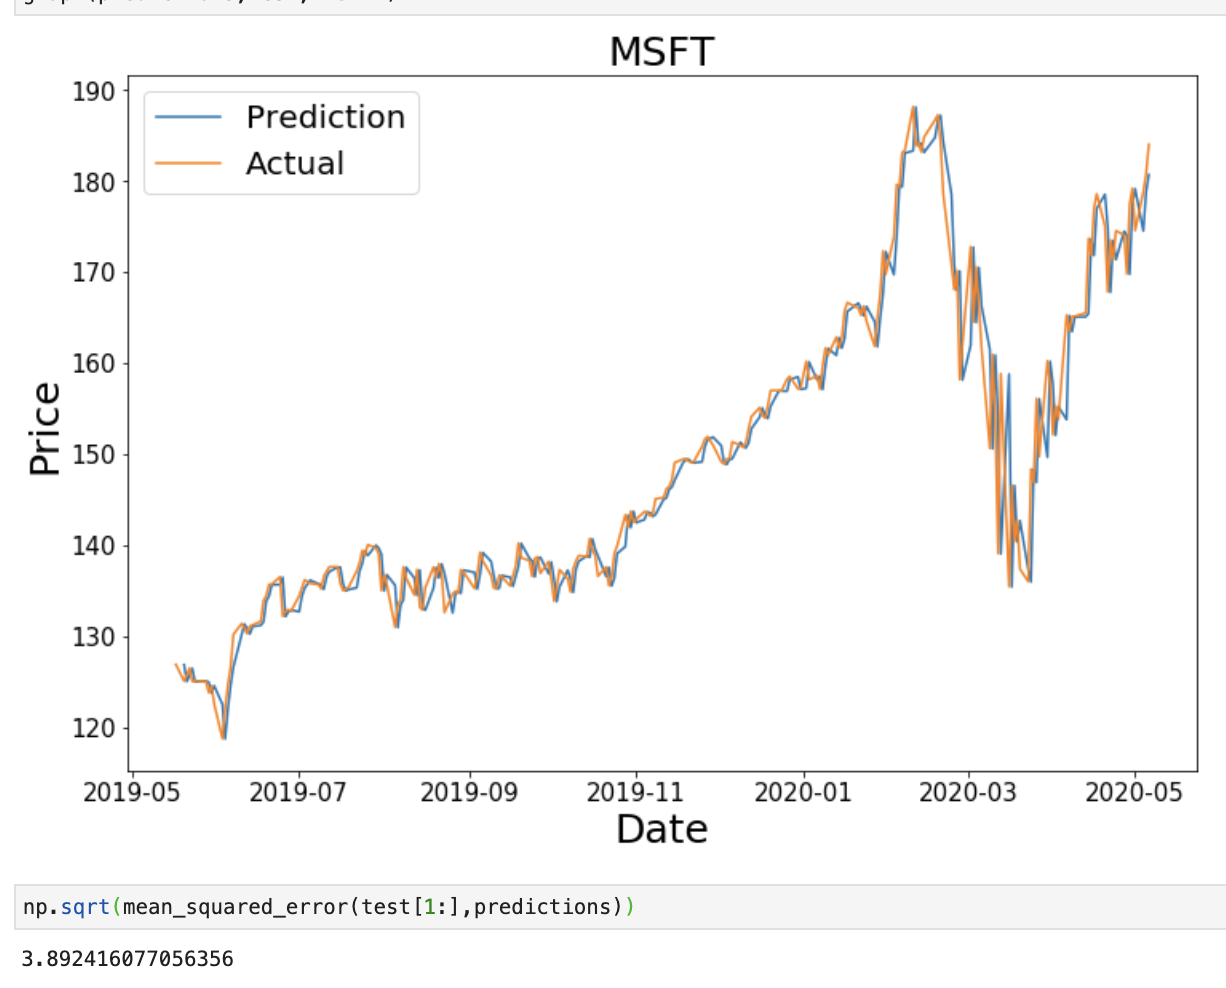 MSFT
190
Prediction
Actual
180
170
160
Price
150
140
130
120
2019-05 2019-07 2019-09 2019-11 2020-01 2020-03 2020-05
Date
np.sqrt(mean_squared_error(test[1:],predictions))
3.892416077056356